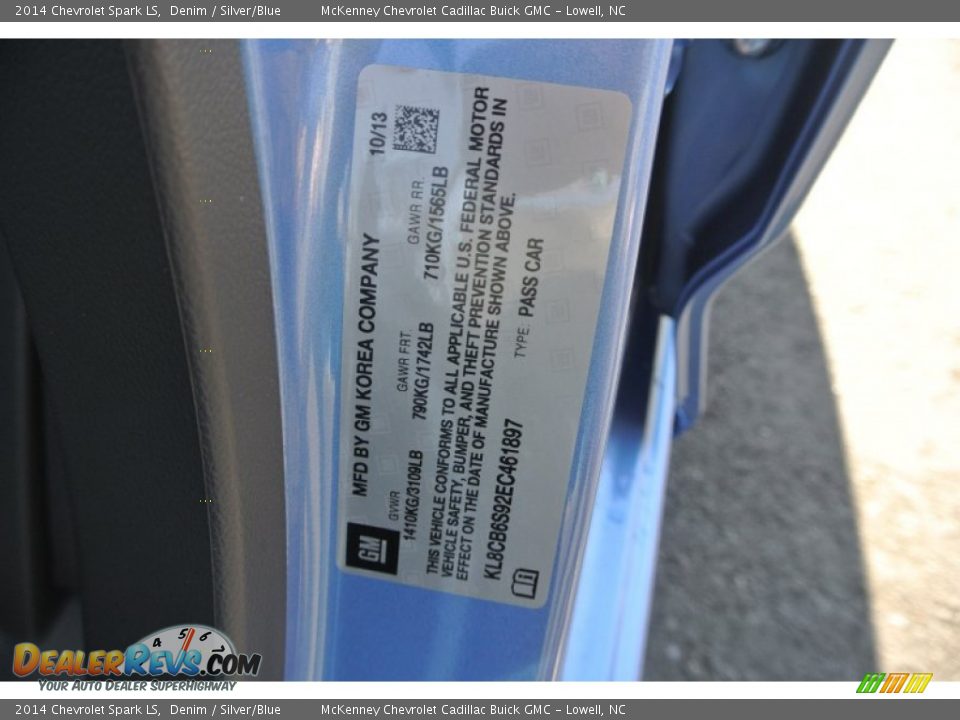 2014 Chevrolet Spark LS, Denim / Silver/Blue McKenney Chevrolet Cadillac Buick GMC - Lowell, NC
GM
MFD BY GM KOREA COMPANY 10/13
GVWR GAWR FRT. GAWR RR.
1410KG/3109LB 790KG/1742LB 710KG/1565LB
THIS VEHICLE CONFORMS TO ALL APPLICABLE U.S. FEDERAL MOTOR
VEHICLE SAFETY, BUMPER, AND THEFT PREVENTION STANDARDS IN
EFFECT ON THE DATE OF MANUFACTURE SHOWN ABOVE.
KL8CB6S92EC461897 TYPE: PASS CAR
DEALERREVS.COM
4 5 6
YOUR AUTO DEALER SUPERHIGHWAY
2014 Chevrolet Spark LS, Denim / Silver/Blue McKenney Chevrolet Cadillac Buick GMC - Lowell, NC